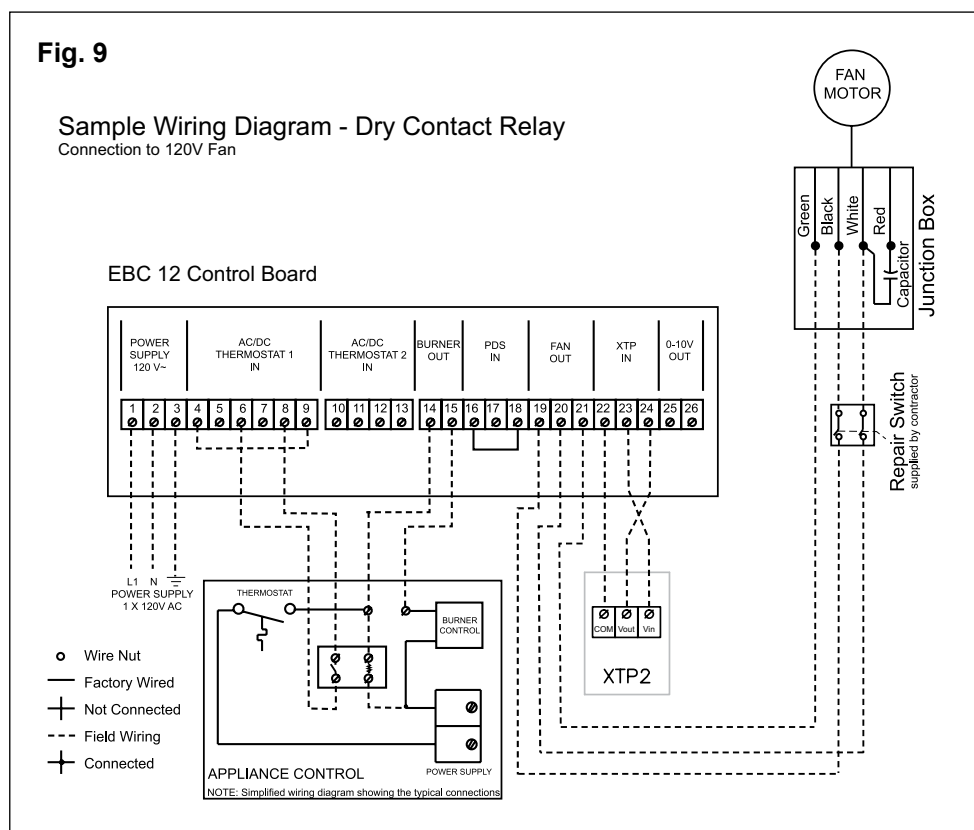 Fig. 9
Sample Wiring Diagram - Dry Contact Relay
Connection to 120V Fan
FAN
MOTOR
Green
Black
White
Red
Capacitor
Junction Box
EBC 12 Control Board
POWER
SUPPLY
120 V~
AC/DC
THERMOSTAT 1
IN
AC/DC
THERMOSTAT 2
IN
BURNER
OUT
PDS
IN
FAN
OUT
XTP
IN
0-10V
OUT
1 2 3 4 5 6 7 8 9 10 11 12 13 14 15 16 17 18 19 20 21 22 23 24 25 26
Repair Switch
supplied by contractor
L1 N
POWER SUPPLY
1 X 120V AC
THERMOSTAT
BURNER
CONTROL
COM Vout Vin
XTP2
Wire Nut
Factory Wired
Not Connected
Field Wiring
Connected
POWER SUPPLY
APPLIANCE CONTROL
NOTE: Simplified wiring diagram showing the typical connections